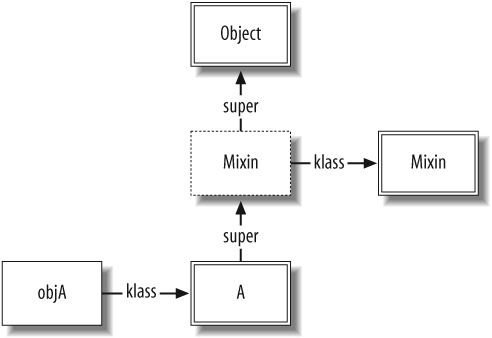 Object
super
Mixin
klass
Mixin
super
objA
klass
A